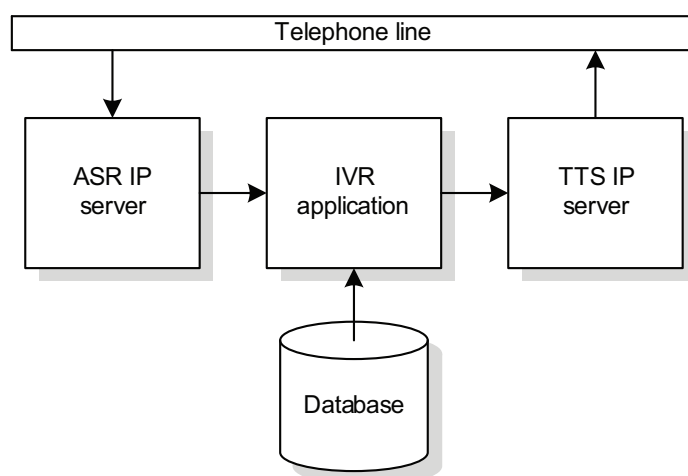 Telephone line
ASR IP
server
IVR
application
TTS IP
server
Database